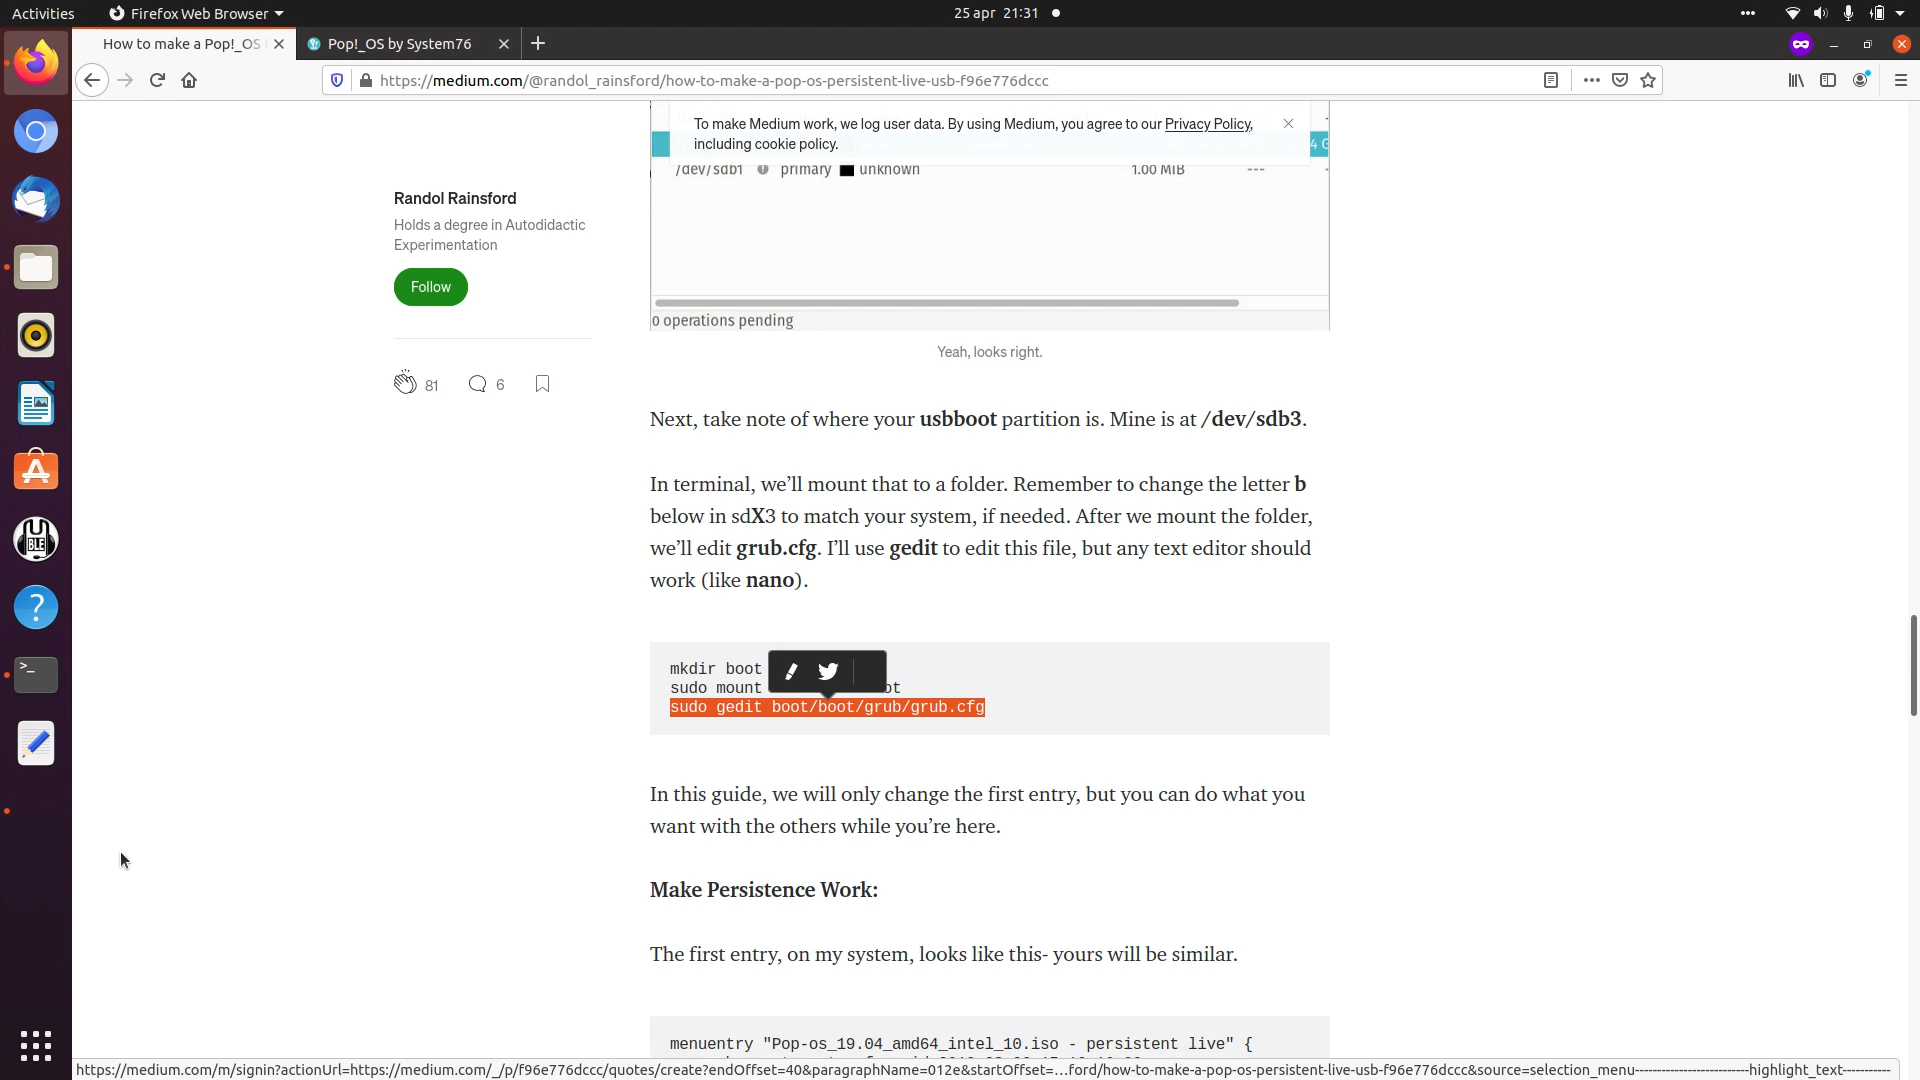 Activities
Firefox Web Browser
25 apr 21:31
How to make a Pop!_OS
Pop!_OS by System76
https://medium.com/@randol_rainsford/how-to-make-a-pop-os-persistent-live-usb-f96e776dccc
To make Medium work, we log user data. By using Medium, you agree to our Privacy Policy,
including cookie policy.
4 G
/dev/sdb1 primary unknown 1.00 MiB ---
Randol Rainsford
Holds a degree in Autodidactic
Experimentation
Follow
81
6
0 operations pending
Yeah, looks right.
Next, take note of where your usbboot partition is. Mine is at /dev/sdb3.
In terminal, we’ll mount that to a folder. Remember to change the letter b
below in sdX3 to match your system, if needed. After we mount the folder,
we’ll edit grub.cfg. I’ll use gedit to edit this file, but any text editor should
work (like nano).
mkdir boot
sudo mount ot
sudo gedit boot/boot/grub/grub.cfg
In this guide, we will only change the first entry, but you can do what you
want with the others while you’re here.
Make Persistence Work:
The first entry, on my system, looks like this- yours will be similar.
menuentry "Pop-os_19.04_amd64_intel_10.iso - persistent live" {
https://medium.com/m/signin?actionUrl=https://medium.com/_/p/f96e776dccc/quotes/create?endOffset=40&paragraphName=012e&startOffset=…ford/how-to-make-a-pop-os-persistent-live-usb-f96e776dccc&source=selection_menu--------------------------highlight_text-----------